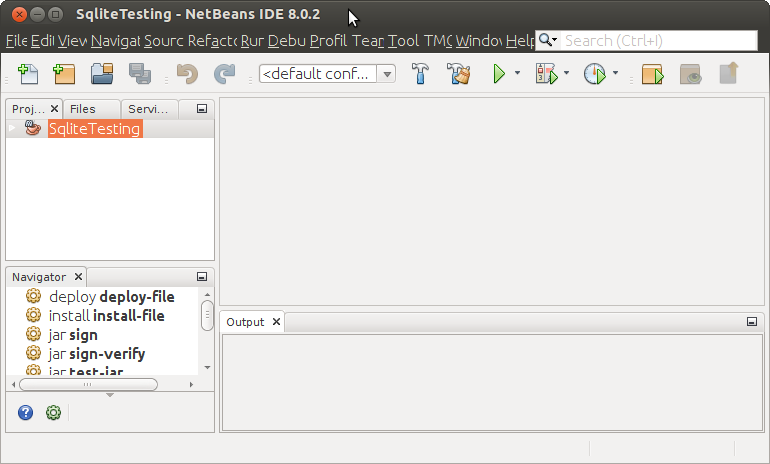 SqliteTesting - NetBeans IDE 8.0.2
File Edit View Navigat Sourc Refacto Run Debu Profil Tear Tool TMC Window Help Search (Ctrl+I)
<default conf...
Proj... Files Servi...
SqliteTesting
Navigator
deploy deploy-file
install install-file
jar sign
jar sign-verify
jar test-jar
Output